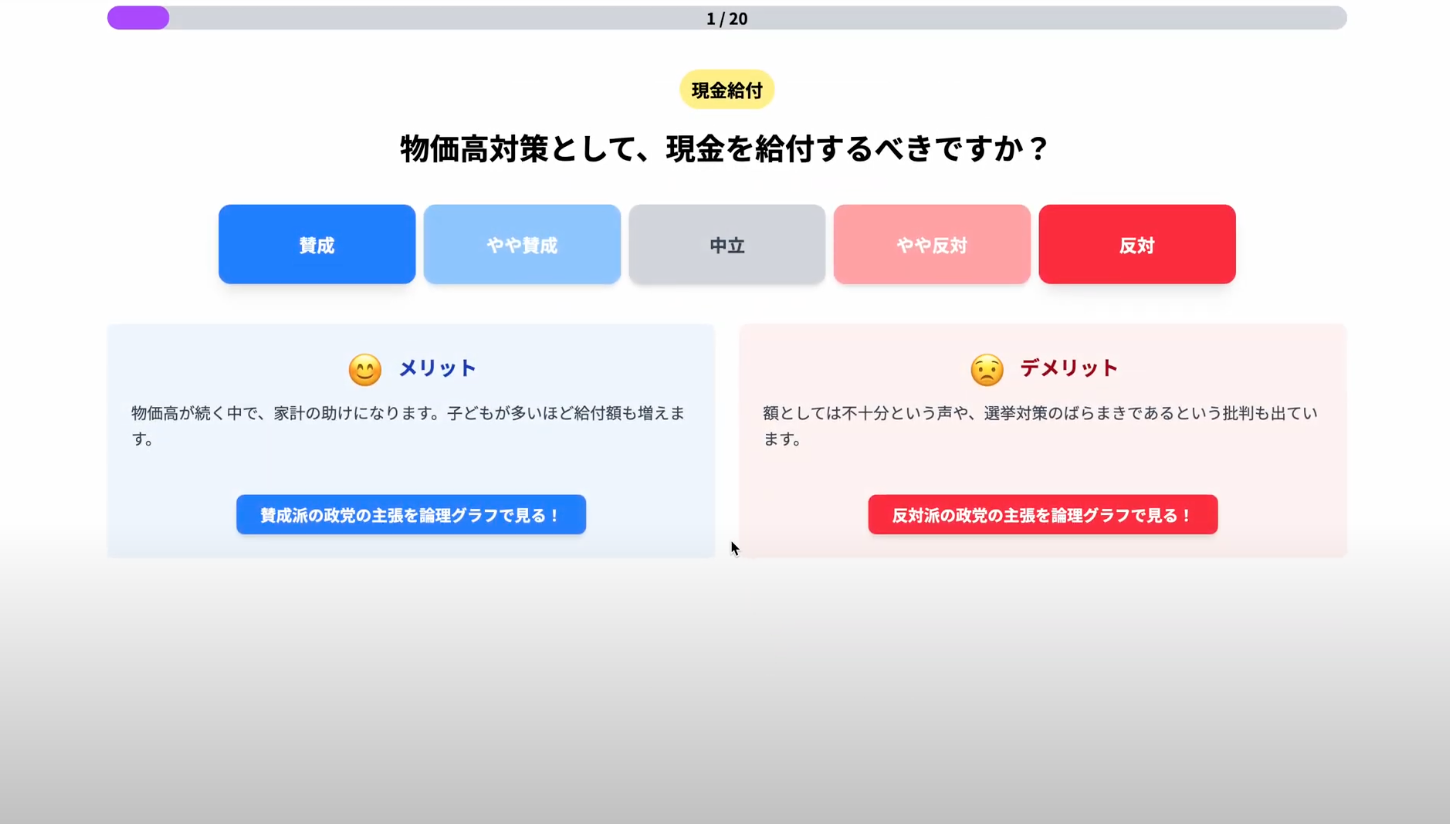 1 / 20
現金給付
物価高対策として、現金を給付するべきですか？
賛成
やや賛成
中立
やや反対
反対
メリット
物価高が続く中で、家計の助けになります。子どもが多いほど給付額も増えま
す。
賛成派の政党の主張を論理グラフで見る！
デメリット
額としては不十分という声や、選挙対策のばらまきであるという批判も出てい
ます。
反対派の政党の主張を論理グラフで見る！